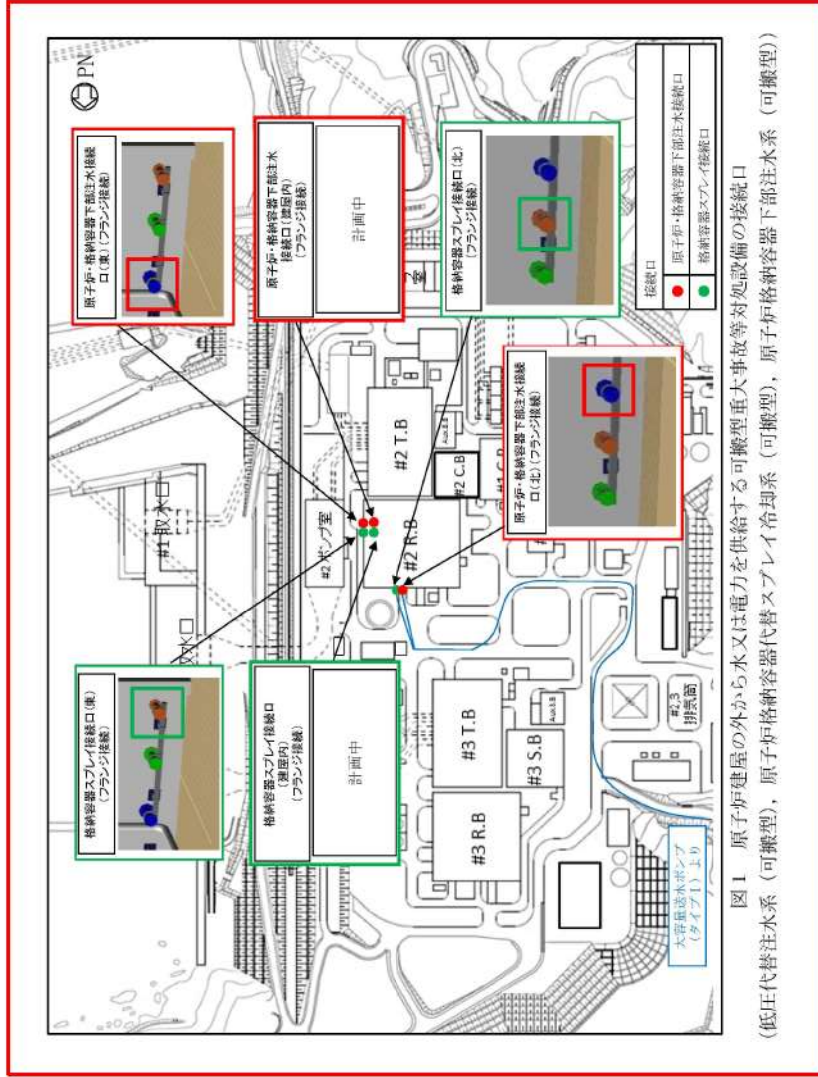 PN
原子炉・格納容器下部注水接続
口(東)(フランジ接続)
原子炉・格納容器下部注水
接続口(建屋内)
(フランジ接続)
計画中
格納容器スプレイ接続口(北)
(フランジ接続)
接続口
原子炉・格納容器下部注水接続口
格納容器スプレイ接続口
原子炉・格納容器下部注水接続
口(北)(フランジ接続)
格納容器スプレイ接続口(東)
(フランジ接続)
格納容器スプレイ接続口
(建屋内)
(フランジ接続)
計画中
#1 取水口
取水口
#2 ポンプ室
#2 T.B
Aux.B.B
#2 C.B
#2 R.B
#3 T.B
#3 S.B
Aux.B.B
#3 R.B
#2,3
排気筒
大容量送水ポンプ
(タイプⅠ)より
図1 原子炉建屋の外から水又は電力を供給する可搬型重大事故等対処設備の接続口
(低圧代替注水系(可搬型),原子炉格納容器代替スプレイ冷却系(可搬型),原子炉格納容器下部注水系(可搬型))